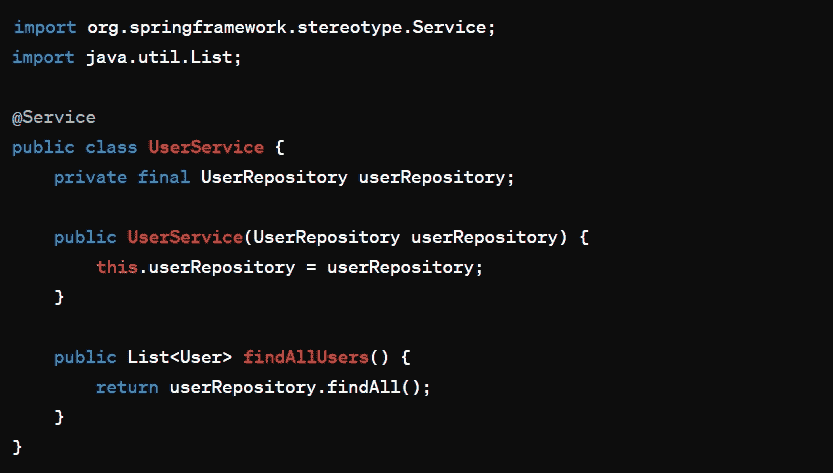 import org.springframework.stereotype.Service;
import java.util.List;
@Service
public class UserService {
    private final UserRepository userRepository;
    public UserService(UserRepository userRepository) {
        this.userRepository = userRepository;
    }
    public List<User> findAllUsers() {
        return userRepository.findAll();
    }
}